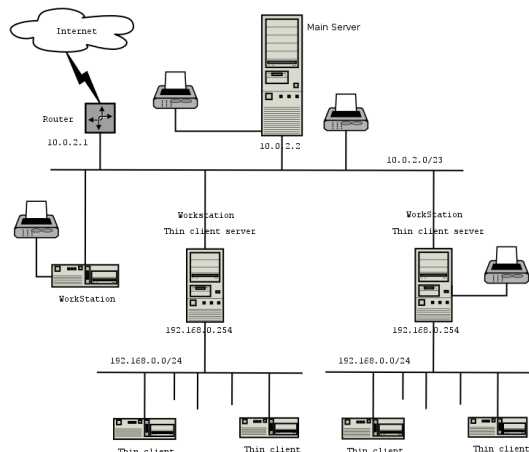 Internet
Main Server
Router
10.0.2.1
10.0.2.2
10.0.2.0/23
Workstation
Thin client server
WorkStation
Thin client server
WorkStation
192.168.0.254
192.168.0.254
192.168.0.0/24
192.168.0.0/24
Thin client
Thin client
Thin client
Thin client